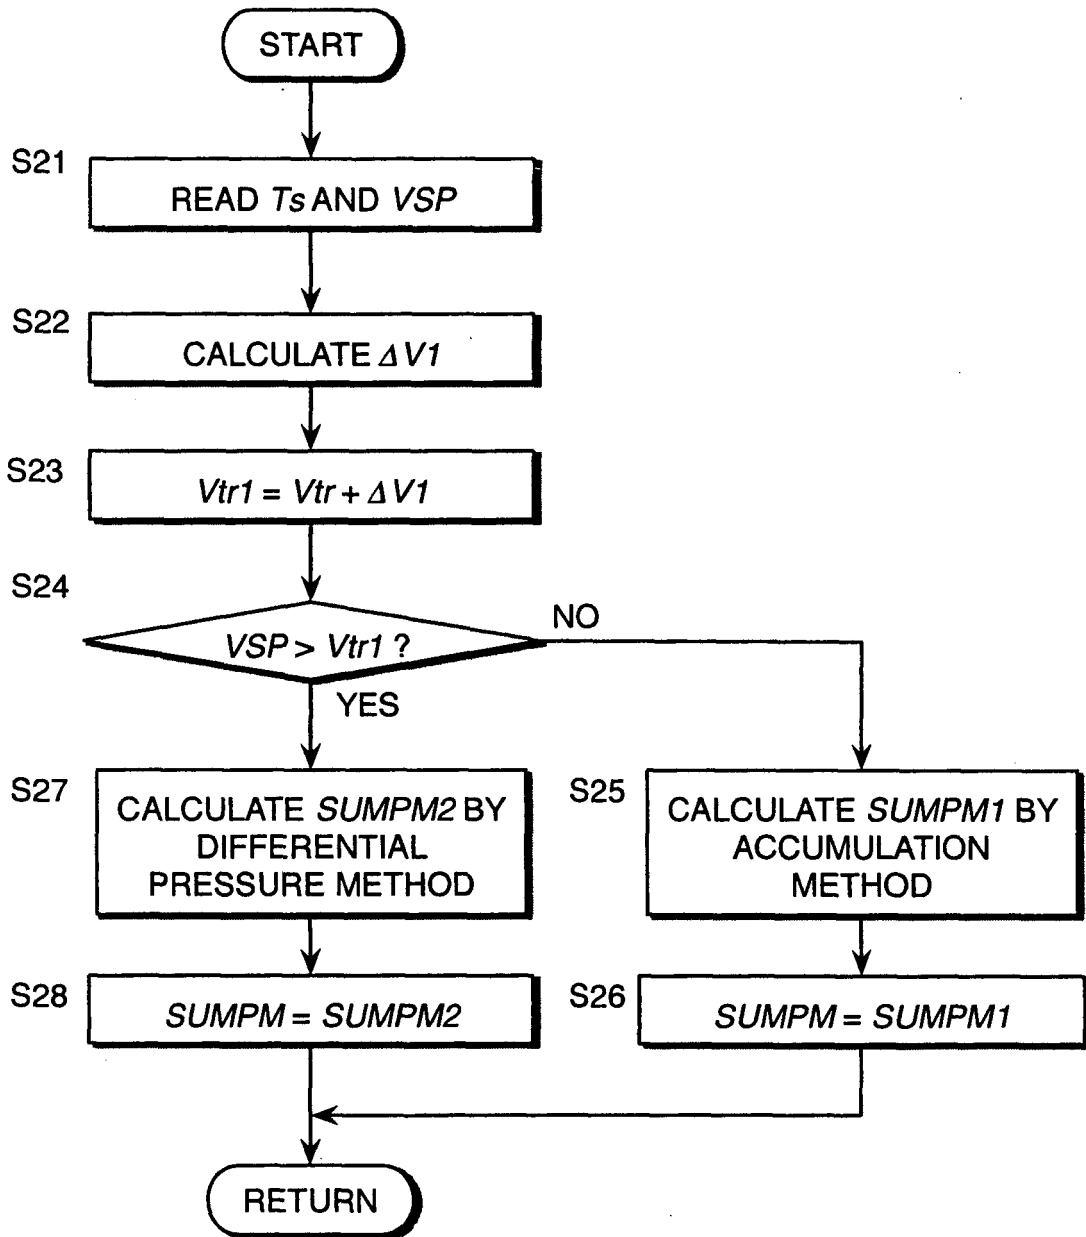 START
S21
READ Ts AND VSP
S22
CALCULATE ΔV1
S23
Vtr1 = Vtr + ΔV1
S24
VSP > Vtr1 ?
NO
YES
S27
CALCULATE SUMPM2 BY
DIFFERENTIAL
PRESSURE METHOD
S25
CALCULATE SUMPM1 BY
ACCUMULATION
METHOD
S28
SUMPM = SUMPM2
S26
SUMPM = SUMPM1
RETURN